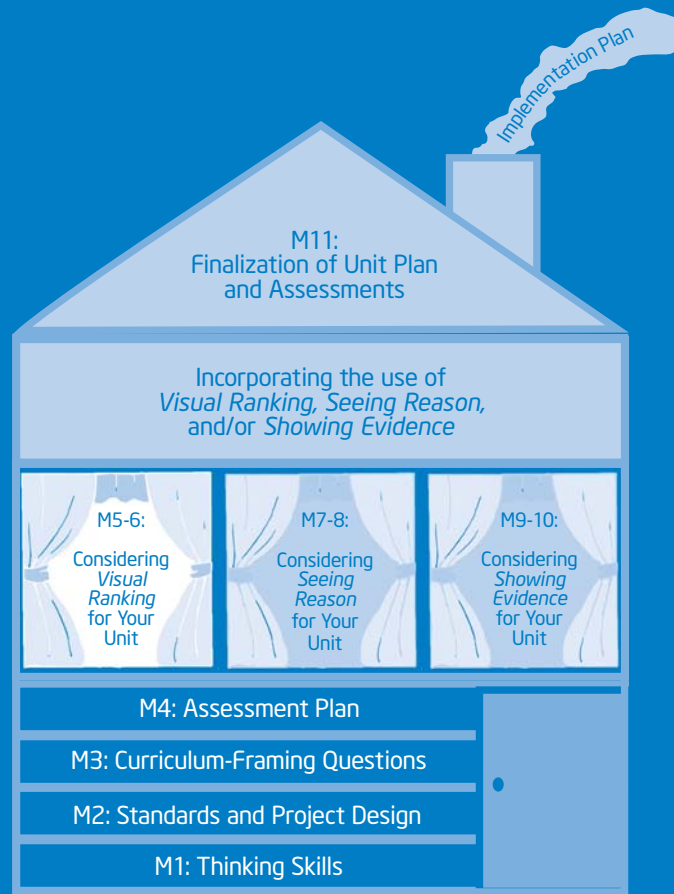 Implementation Plan
M11:
Finalization of Unit Plan
and Assessments
Incorporating the use of
Visual Ranking, Seeing Reason,
and/or Showing Evidence
M5-6:
Considering
Visual
Ranking
for Your
Unit
M7-8:
Considering
Seeing
Reason
for Your
Unit
M9-10:
Considering
Showing
Evidence
for Your
Unit
M4: Assessment Plan
M3: Curriculum-Framing Questions
M2: Standards and Project Design
M1: Thinking Skills